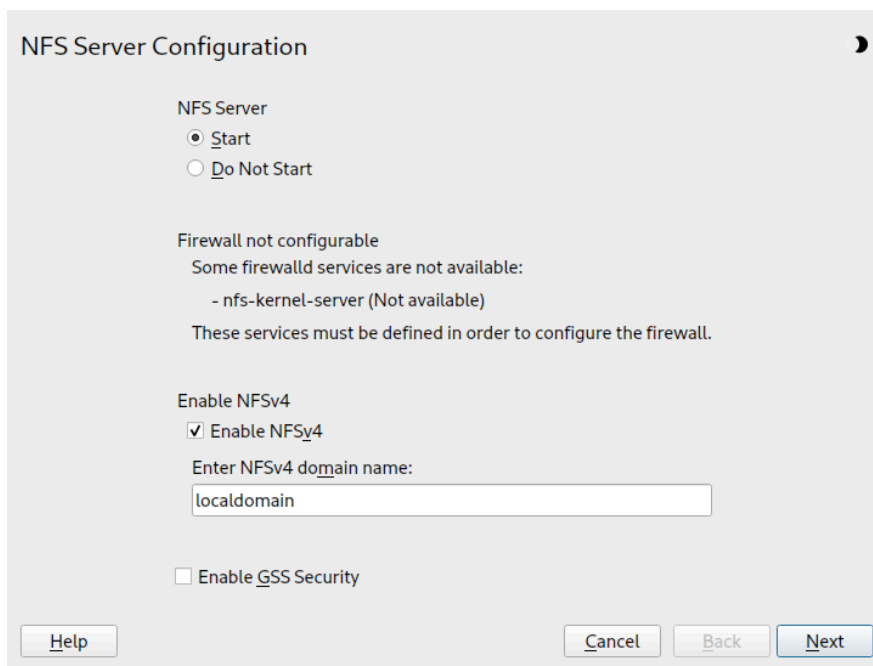 NFS Server Configuration
NFS Server
Start
Do Not Start
Firewall not configurable
Some firewalld services are not available:
- nfs-kernel-server (Not available)
These services must be defined in order to configure the firewall.
Enable NFSv4
Enable NFSv4
Enter NFSv4 domain name:
localdomain
Enable GSS Security
Help Cancel Back Next